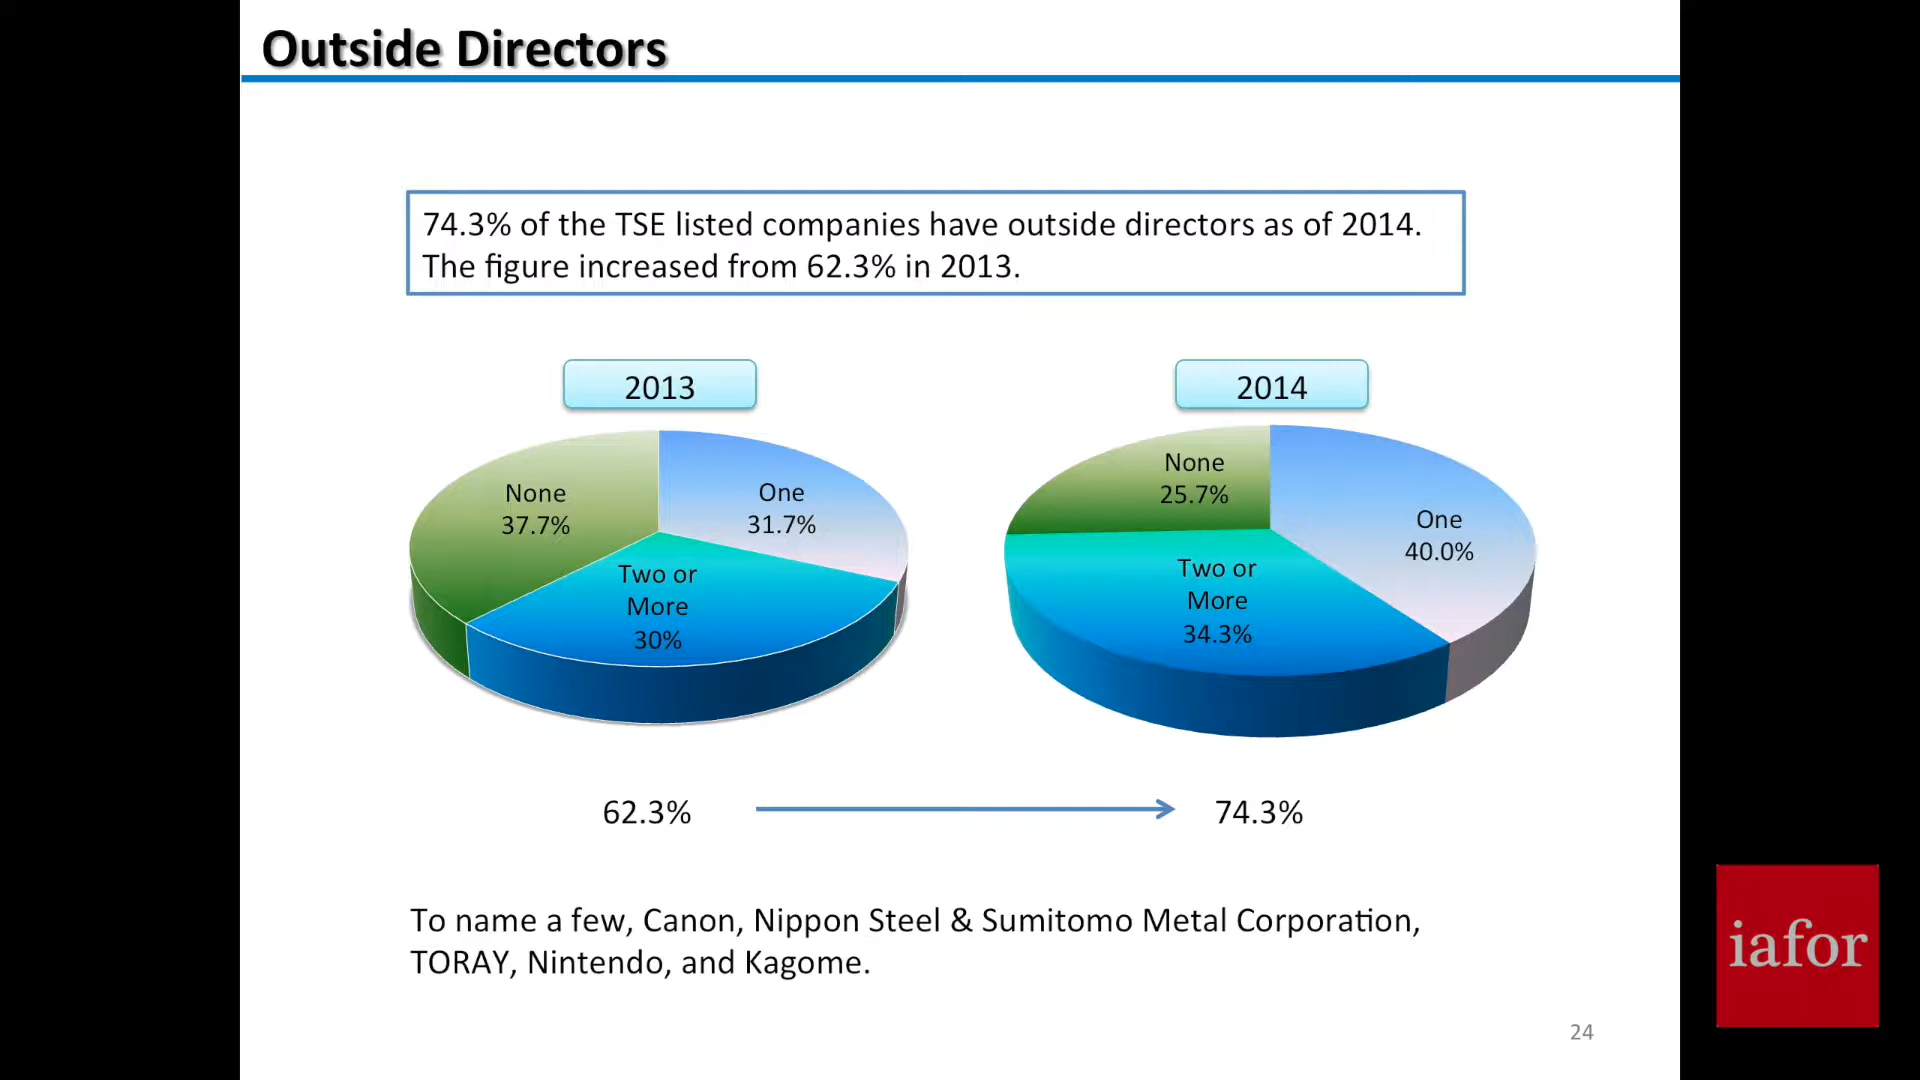 Outside Directors
74.3% of the TSE listed companies have outside directors as of 2014.
The figure increased from 62.3% in 2013.
2013
None
37.7%
One
31.7%
Two or
More
30%
2014
None
25.7%
One
40.0%
Two or
More
34.3%
62.3%
74.3%
To name a few, Canon, Nippon Steel & Sumitomo Metal Corporation,
TORAY, Nintendo, and Kagome.
iafor
24